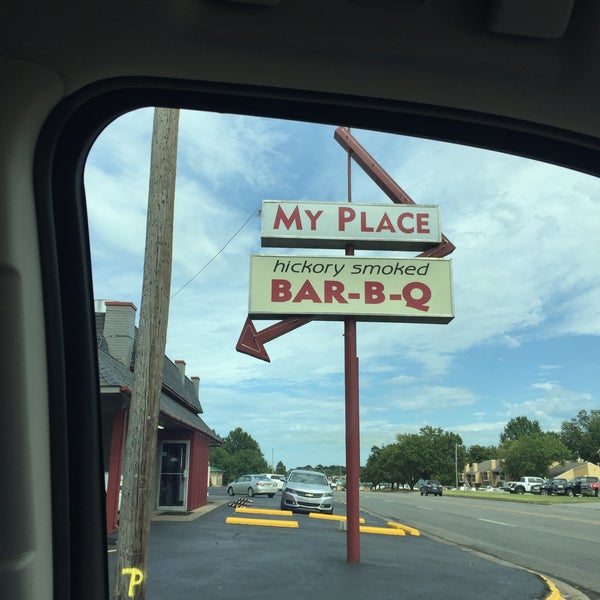 MY PLACE
hickory smoked
BAR-B-Q
P